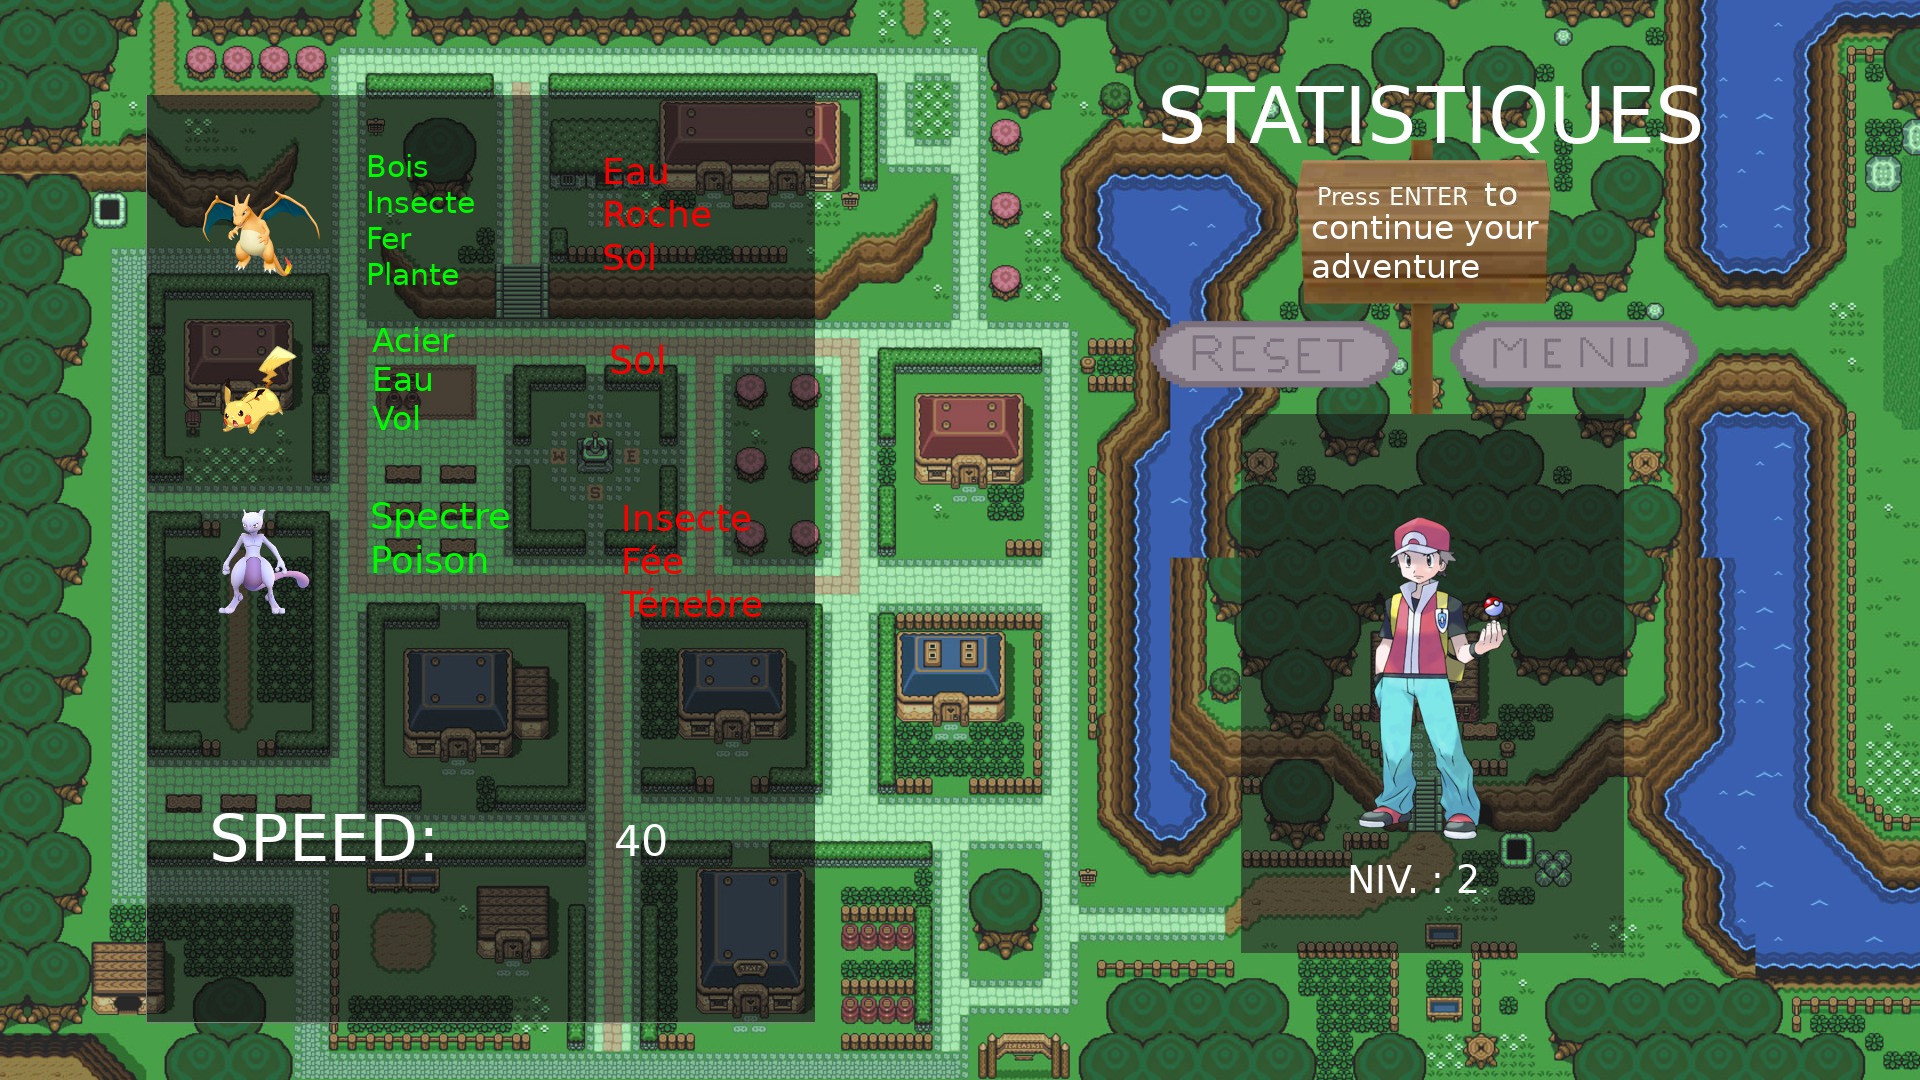 STATISTIQUES
Press ENTER to
continue your
adventure
RESET
MENU
Bois
Insecte
Fer
Plante
Eau
Roche
Sol
Acier
Eau
Vol
Sol
N
W
E
S
Spectre
Poison
Insecte
Fée
Ténebre
SPEED: 40
NIV. : 2